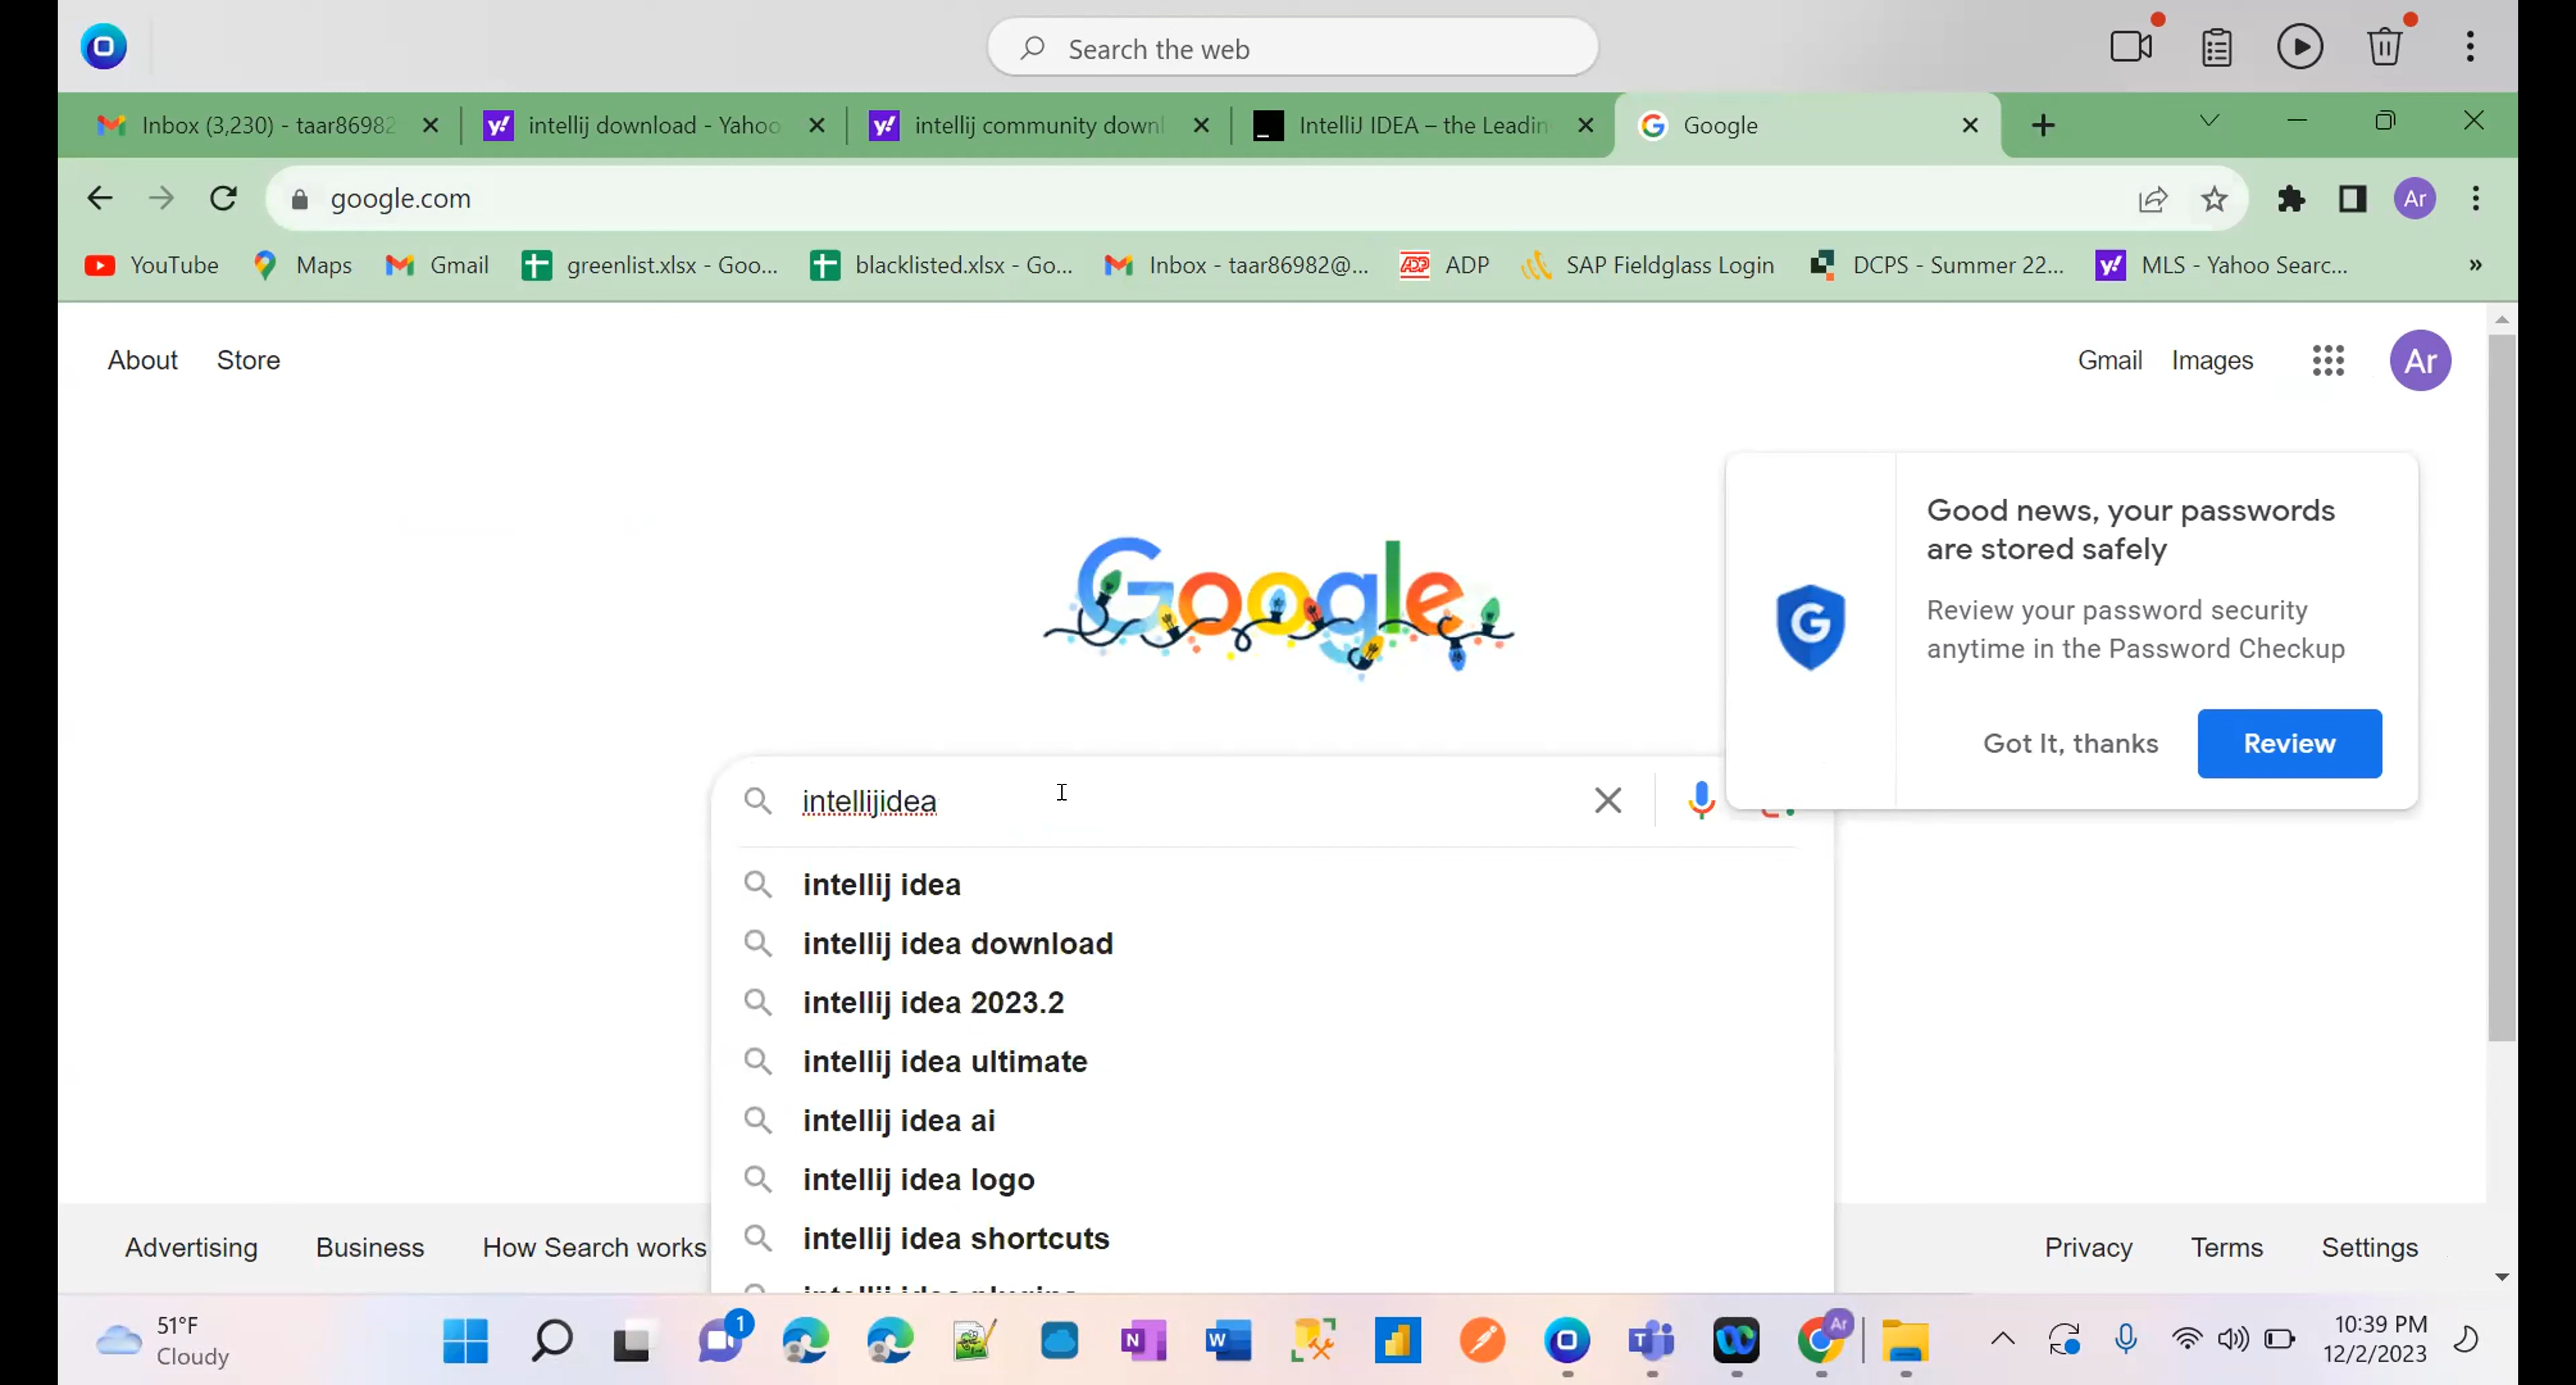 Search the web
Inbox (3,230) - taar86982
intellij download - Yahoo
intellij community downl
IntelliJ IDEA – the Leadin
Google
google.com
Ar
YouTube
Maps
Gmail
greenlist.xlsx - Goo...
blacklisted.xlsx - Go...
Inbox - taar86982@...
ADP
SAP Fieldglass Login
DCPS - Summer 22...
MLS - Yahoo Searc...
»
About
Store
Gmail
Images
Ar
Google
Good news, your passwords
are stored safely
Review your password security
anytime in the Password Checkup
Got It, thanks
Review
intellijidea
intellij idea
intellij idea download
intellij idea 2023.2
intellij idea ultimate
intellij idea ai
intellij idea logo
intellij idea shortcuts
Advertising
Business
How Search works
Privacy
Terms
Settings
51°F
Cloudy
1
Ar
10:39 PM
12/2/2023